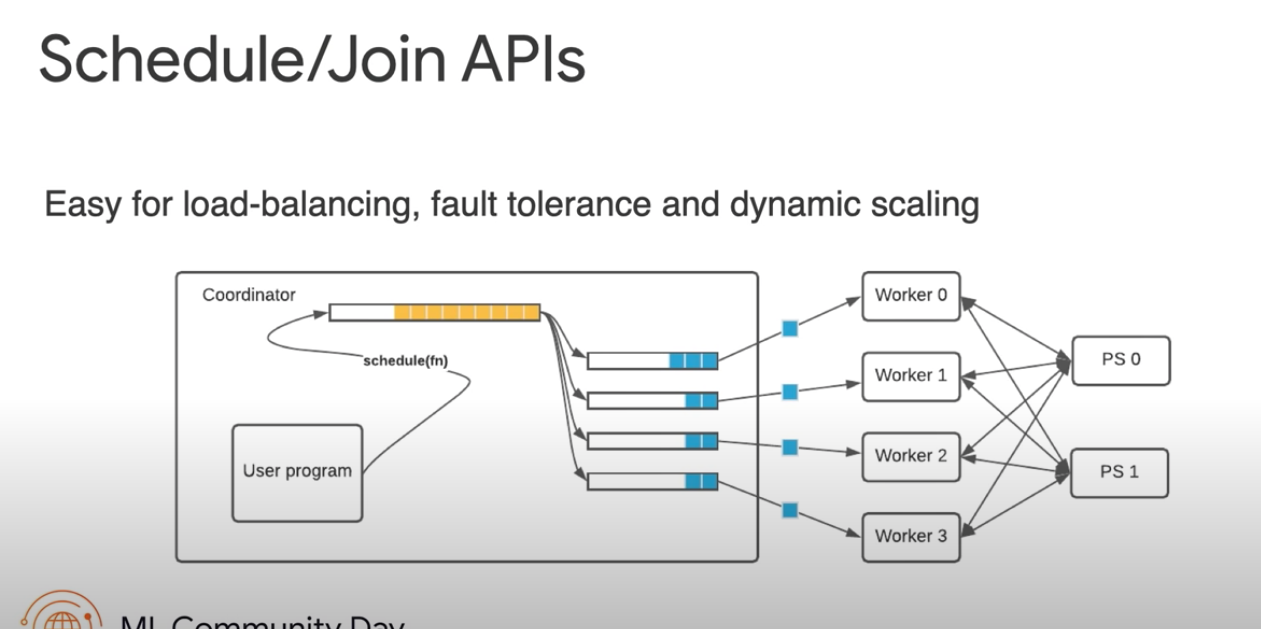 Schedule/Join APIs
Easy for load-balancing, fault tolerance and dynamic scaling
Coordinator
schedule(fn)
User program
Worker 0
Worker 1
Worker 2
Worker 3
PS 0
PS 1
ML Community Day